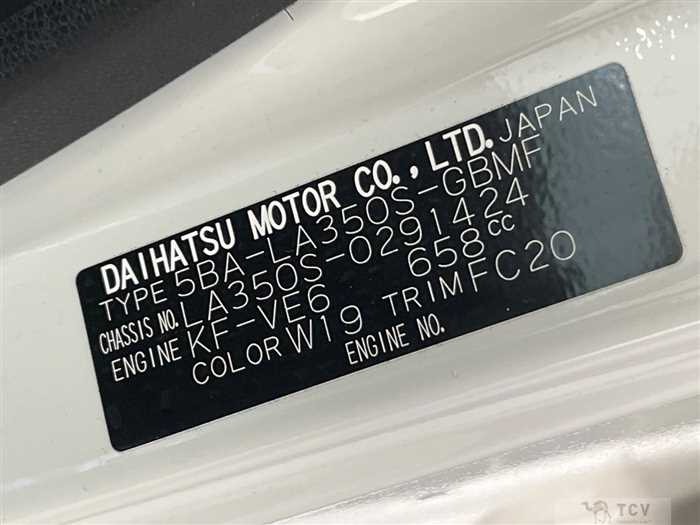 DAIHATSU MOTOR CO., LTD. JAPAN
TYPE 5BA-LA350S-GBMF
CHASSIS NO. LA350S-0291424
ENGINE KF-VE6 658cc
COLOR W19 TRIM FC20
ENGINE NO.
TCV